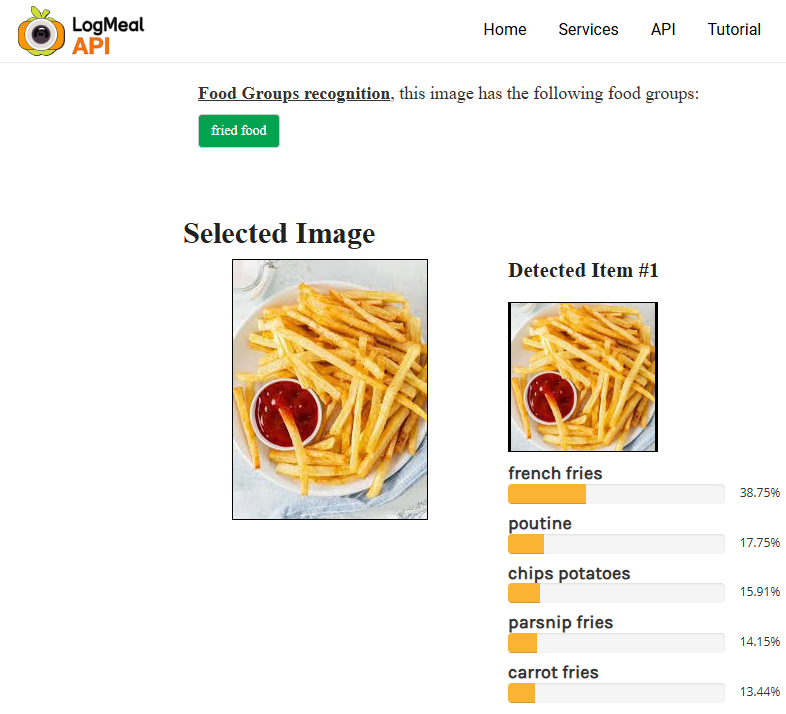 LogMeal
API
Home Services API Tutorial
Food Groups recognition, this image has the following food groups:
fried food
Selected Image
Detected Item #1
french fries
38.75%
poutine
17.75%
chips potatoes
15.91%
parsnip fries
14.15%
carrot fries
13.44%